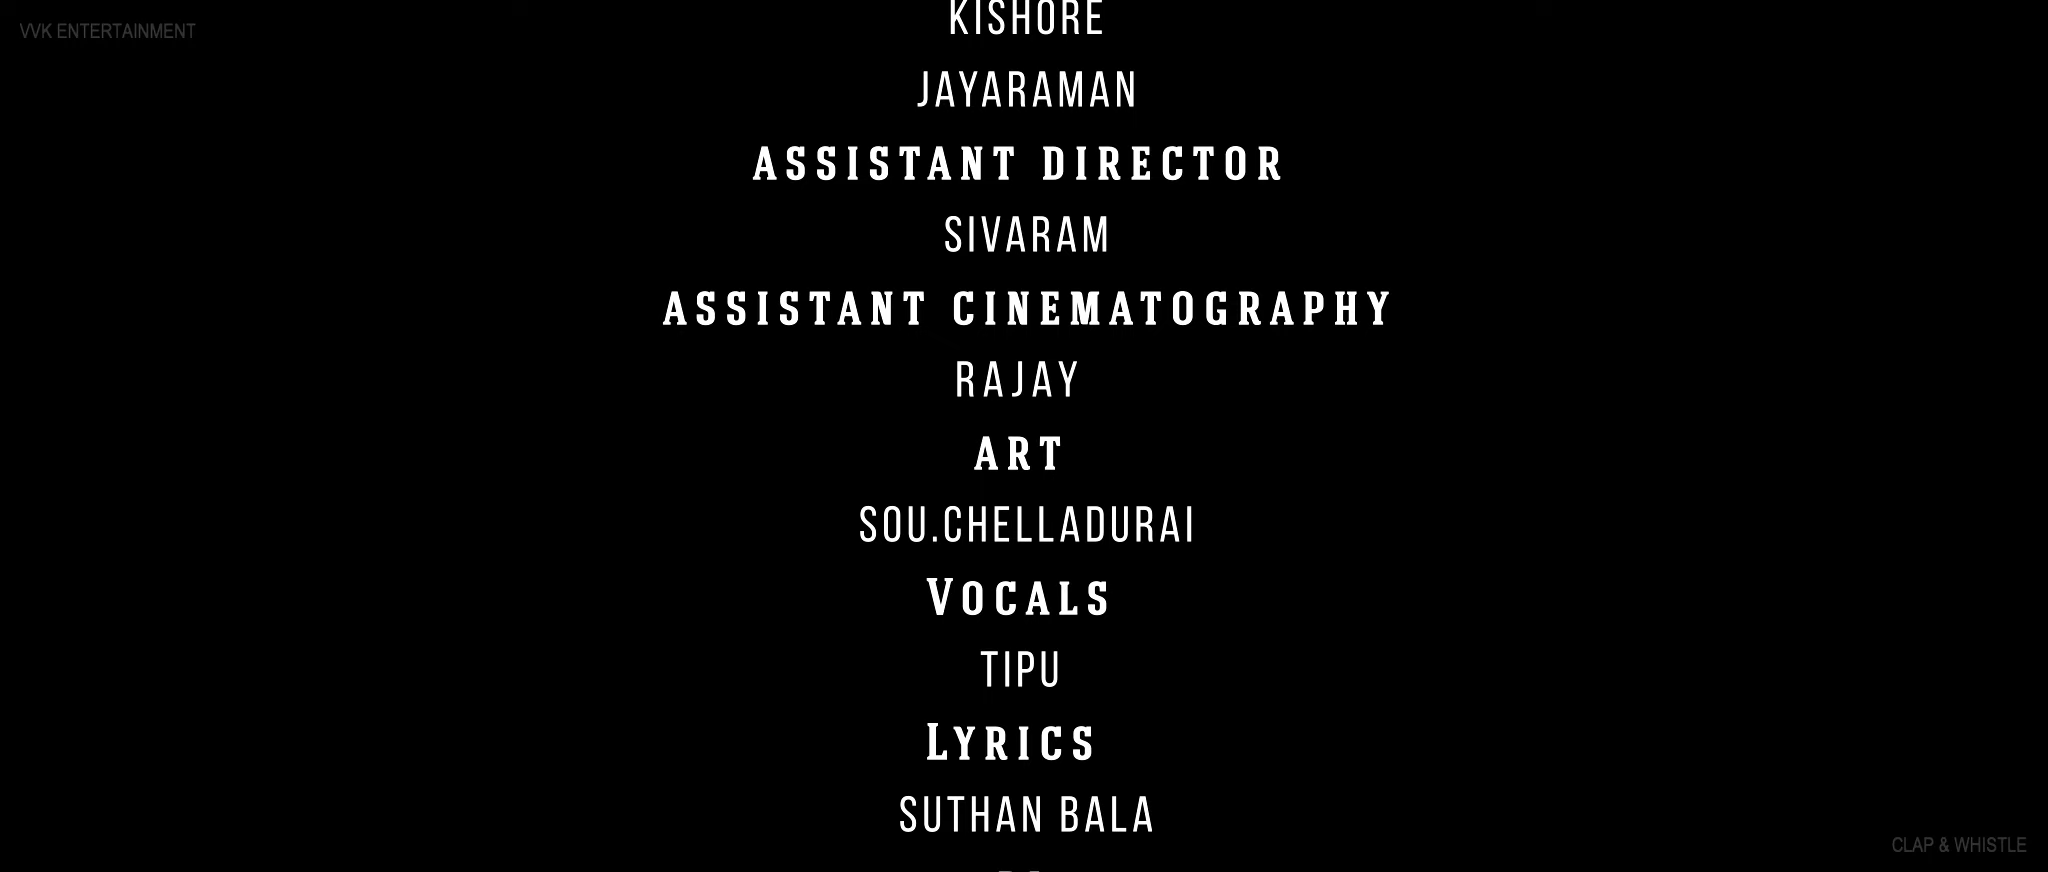 VVK ENTERTAINMENT
KISHORE
JAYARAMAN
ASSISTANT DIRECTOR
SIVARAM
ASSISTANT CINEMATOGRAPHY
RAJAY
ART
SOU.CHELLADURAI
VOCALS
TIPU
LYRICS
SUTHAN BALA
CLAP & WHISTLE